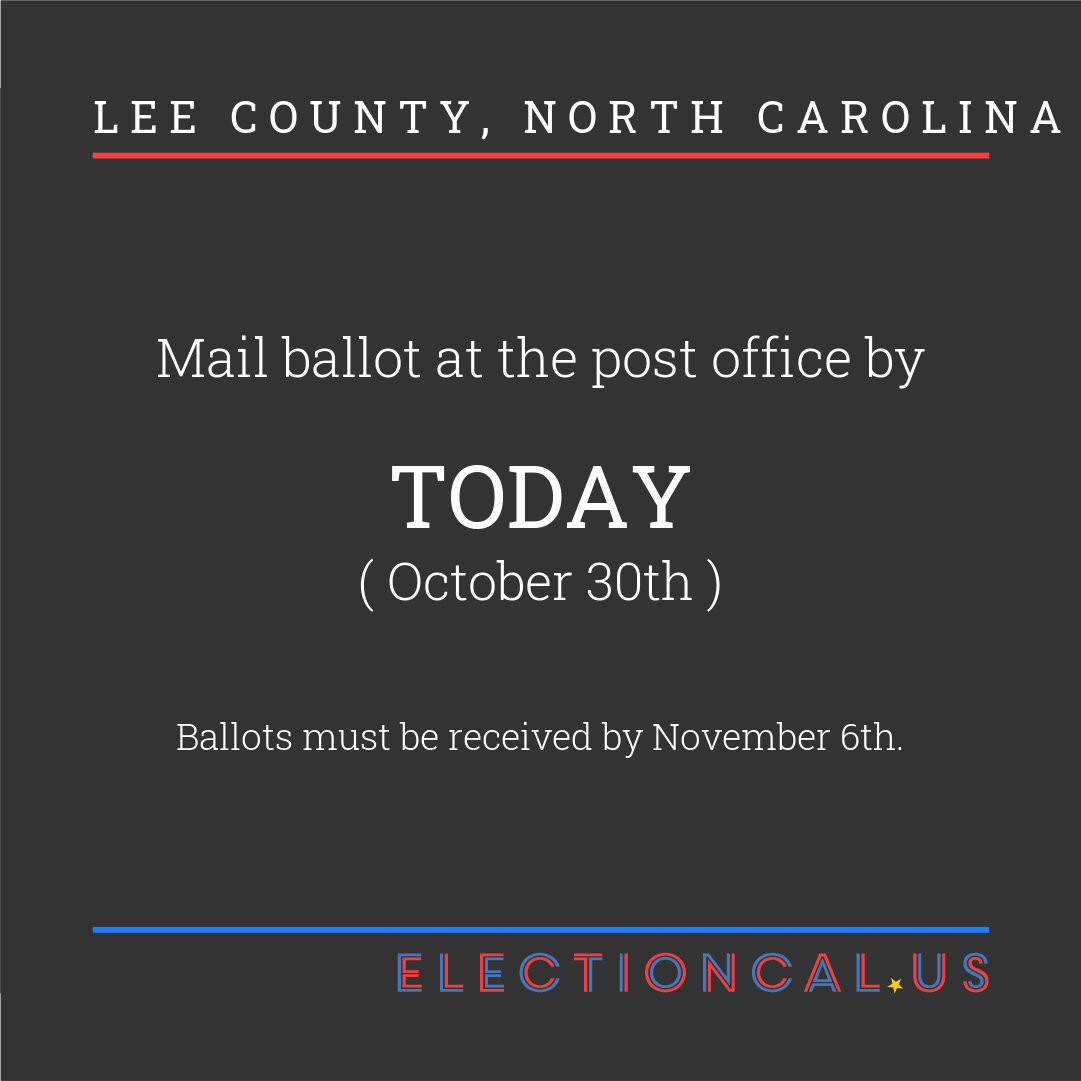 LEE COUNTY, NORTH CAROLINA
Mail ballot at the post office by
TODAY
( October 30th )
Ballots must be received by November 6th.
ELECTIONCAL.US